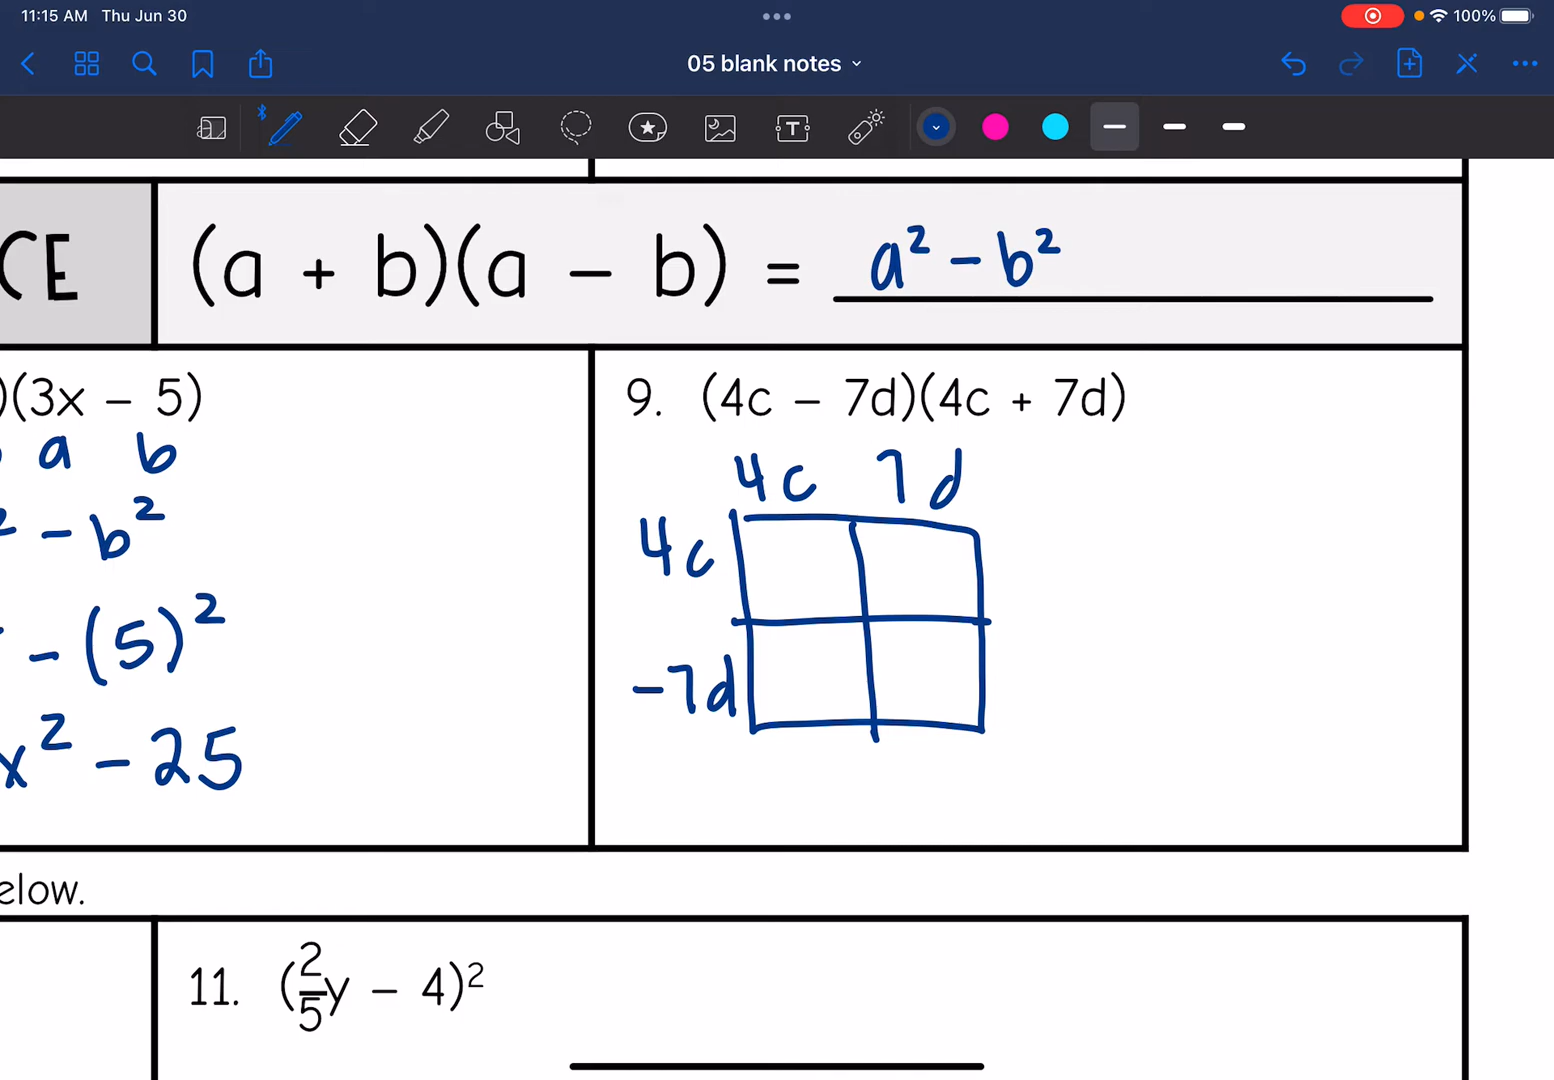 11:15 AM Thu Jun 30
100%
05 blank notes
T
CE
(a + b)(a − b) = a² − b²
)(3x − 5)
a b
² − b²
− (5)²
x² − 25
9. (4c − 7d)(4c + 7d)
4c 7d
4c
−7d
elow.
11. (2/5y − 4)²